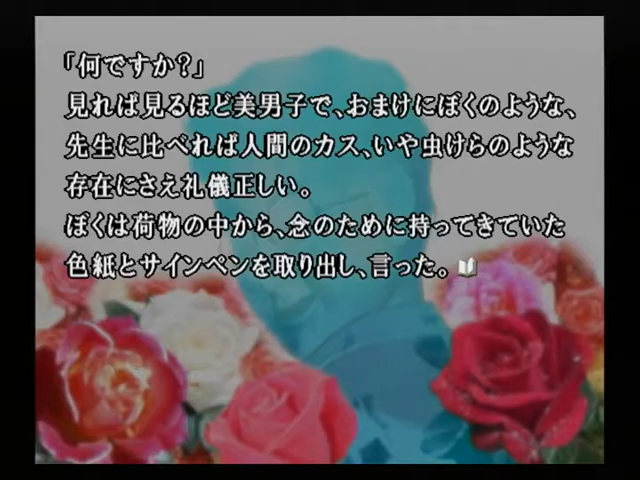 「何ですか？」
見れば見るほど美男子で、おまけにぼくのような、
先生に比べれば人間のカス、いや虫けらのような
存在にさえ礼儀正しい。
ぼくは荷物の中から、念のために持ってきていた
色紙とサインペンを取り出し、言った。